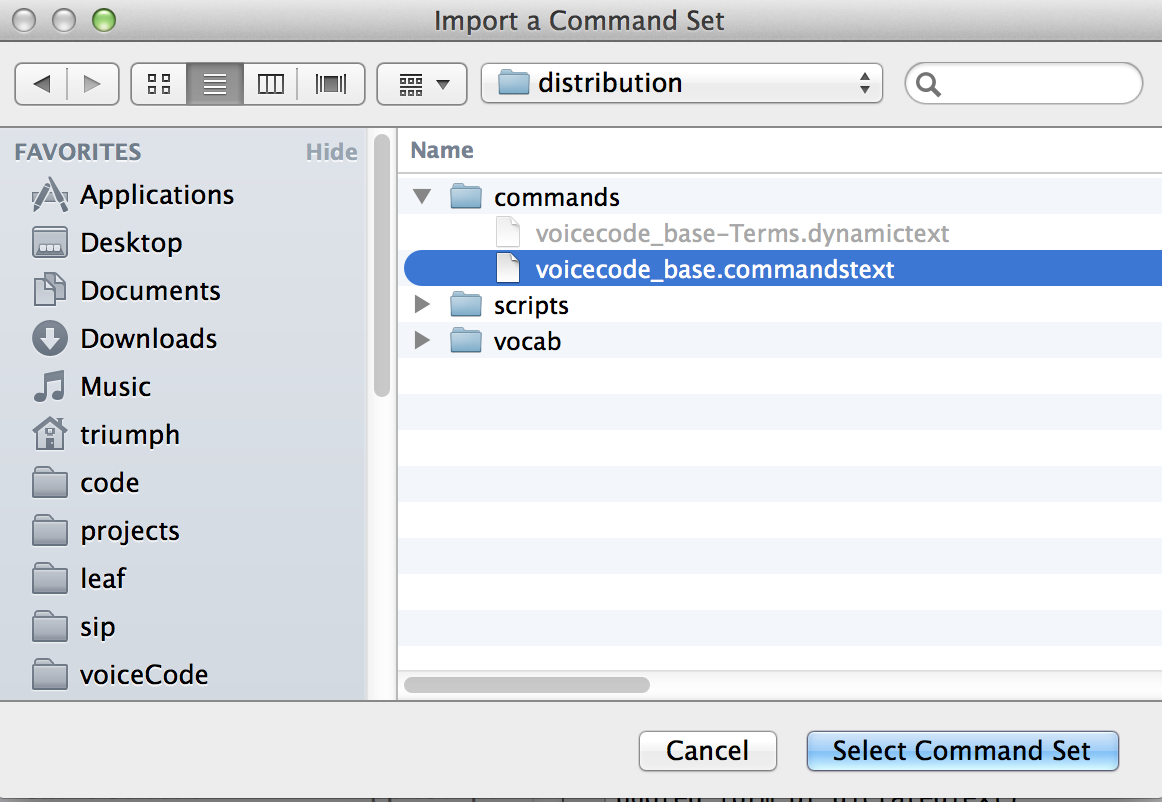 Import a Command Set
distribution
FAVORITES Hide
Applications
Desktop
Documents
Downloads
Music
triumph
code
projects
leaf
sip
voiceCode
Name
commands
voicecode_base-Terms.dynamictext
voicecode_base.commandstext
scripts
vocab
Cancel
Select Command Set